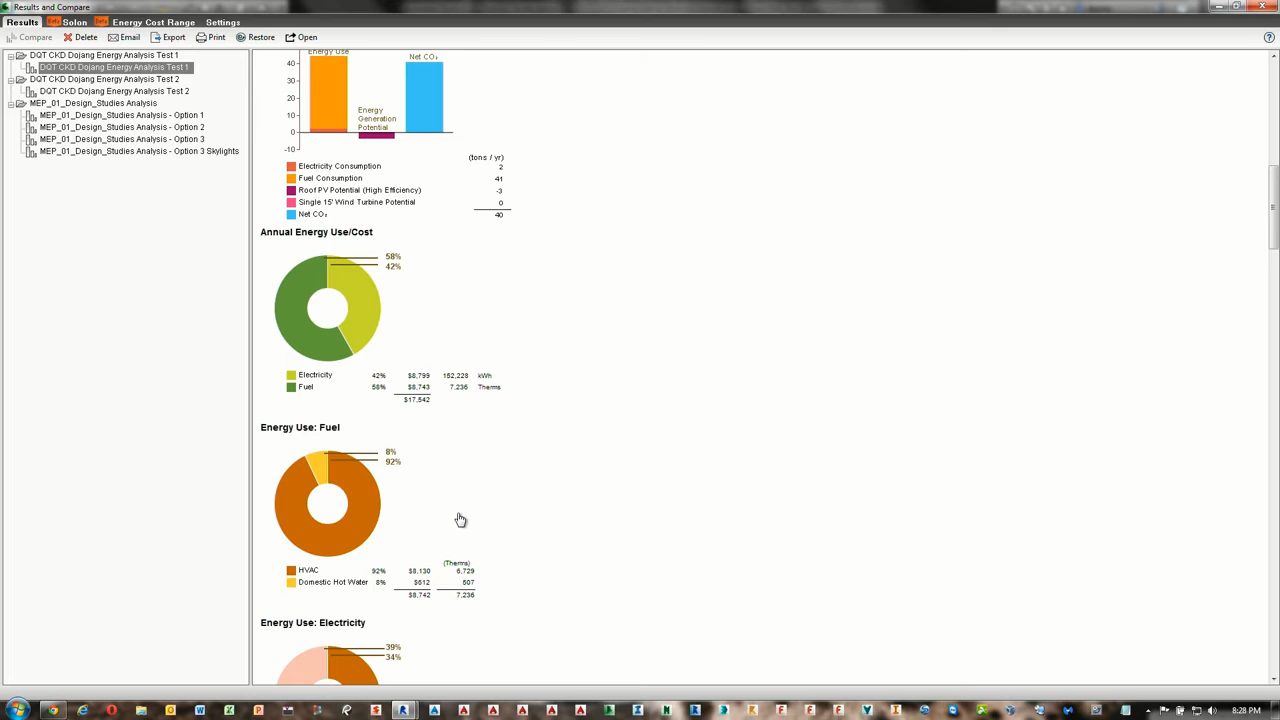 Results and Compare
Results Beta Solon Beta Energy Cost Range Settings
Compare Delete Email Export Print Restore Open
DQT CKD Dojang Energy Analysis Test 1
DQT CKD Dojang Energy Analysis Test 1
DQT CKD Dojang Energy Analysis Test 2
DQT CKD Dojang Energy Analysis Test 2
MEP_01_Design_Studies Analysis
MEP_01_Design_Studies Analysis - Option 1
MEP_01_Design_Studies Analysis - Option 2
MEP_01_Design_Studies Analysis - Option 3
MEP_01_Design_Studies Analysis - Option 3 Skylights
Energy Use
Net CO₂
40
30
20
10
0
-10
Energy
Generation
Potential
(tons / yr)
Electricity Consumption 2
Fuel Consumption 41
Roof PV Potential (High Efficiency) -3
Single 15' Wind Turbine Potential 0
Net CO₂ 40
Annual Energy Use/Cost
58%
42%
Electricity 42% $8,799 152,228 kWh
Fuel 58% $8,743 7,236 Therms
$17,542
Energy Use: Fuel
8%
92%
(Therms)
HVAC 92% $8,130 6,729
Domestic Hot Water 8% $612 507
$8,742 7,236
Energy Use: Electricity
39%
34%
8:28 PM